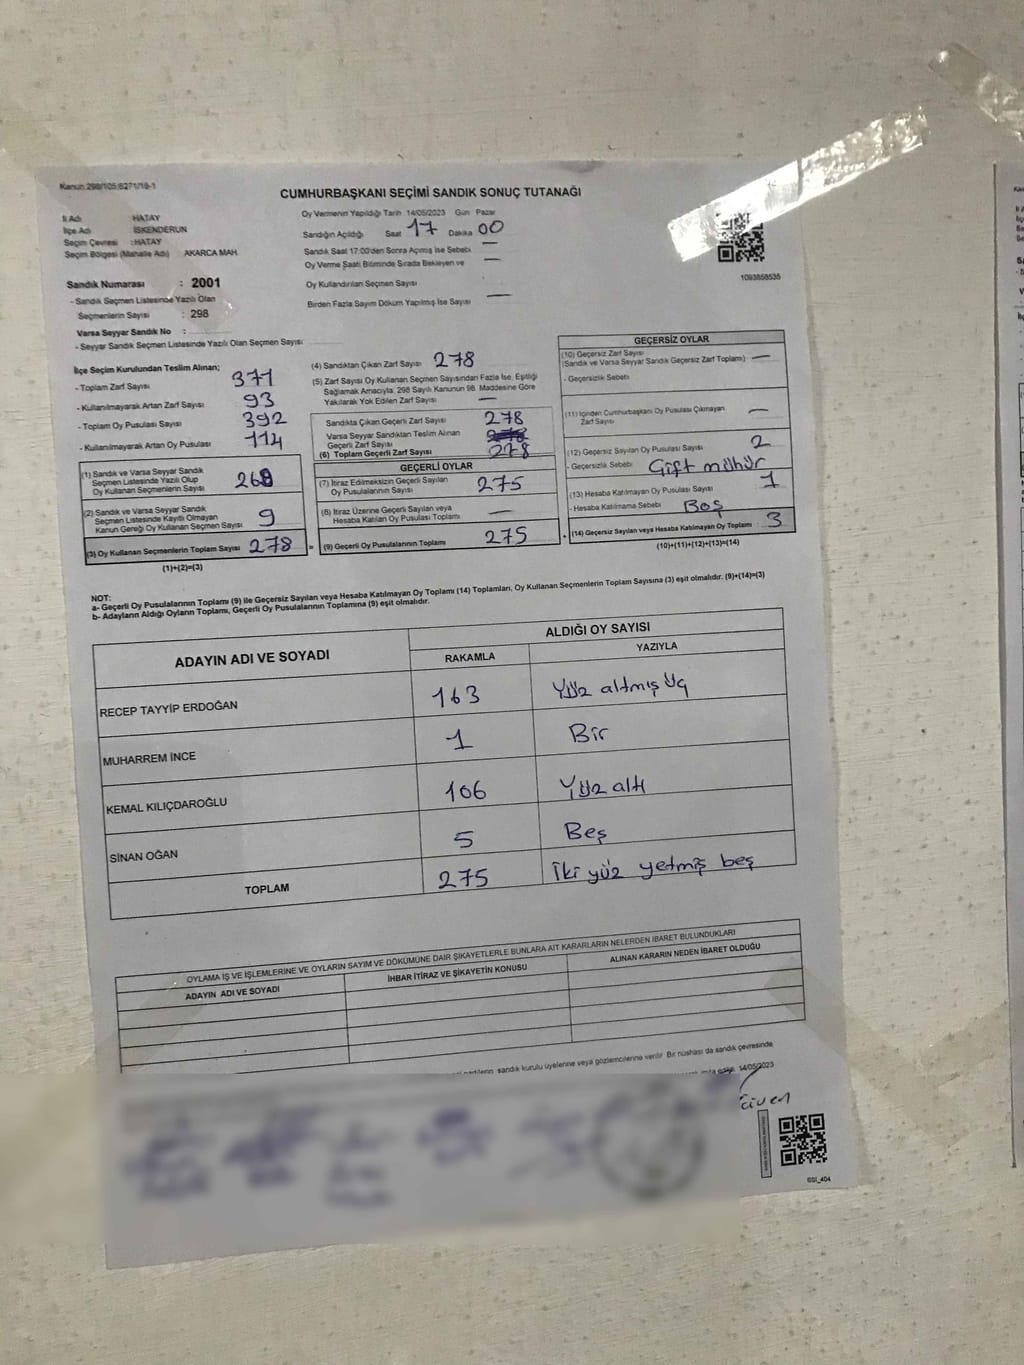 Kanun:298/105;6271/18-1
CUMHURBAŞKANI SEÇİMİ SANDIK SONUÇ TUTANAĞI
İl Adı : HATAY
İlçe Adı : İSKENDERUN
Seçim Çevresi : HATAY
Seçim Bölgesi (Mahalle Adı) AKARCA MAH.
Oy Vermenin Yapıldığı Tarih 14/05/2023 Gün Pazar
Sandığın Açıldığı Saat 17 Dakika 00
Sandık Saat 17:00'den Sonra Açılmış İse Sebebi —
Oy Verme Saati Bitiminde Sırada Bekleyen ve —
Oy Kullandırılan Seçmen Sayısı
Birden Fazla Sayım Döküm Yapılmış İse Sayısı —
1093858535
Sandık Numarası : 2001
- Sandık Seçmen Listesinde Yazılı Olan
Seçmenlerin Sayısı : 298
Varsa Seyyar Sandık No :
- Seyyar Sandık Seçmen Listesinde Yazılı Olan Seçmen Sayısı
İlçe Seçim Kurulundan Teslim Alınan;
- Toplam Zarf Sayısı 371
- Kullanılmayarak Artan Zarf Sayısı 93
- Toplam Oy Pusulası Sayısı 392
- Kullanılmayarak Artan Oy Pusulası 114
(1) Sandık ve Varsa Seyyar Sandık
Seçmen Listesinde Yazılı Olup
Oy Kullanan Seçmenlerin Sayısı 269
(2) Sandık ve Varsa Seyyar Sandık
Seçmen Listesinde Kayıtlı Olmayan
Kanun Gereği Oy Kullanan Seçmen Sayısı 9
(3) Oy Kullanan Seçmenlerin Toplam Sayısı 278 =
(1)+(2)=(3)
(4) Sandıktan Çıkan Zarf Sayısı 278
(5) Zarf Sayısı Oy Kullanan Seçmen Sayısından Fazla İse, Eşitliği
Sağlamak Amacıyla, 298 Sayılı Kanunun 98. Maddesine Göre
Yakılarak Yok Edilen Zarf Sayısı —
Sandıkta Çıkan Geçerli Zarf Sayısı 278
Varsa Seyyar Sandıktan Teslim Alınan
Geçerli Zarf Sayısı
(6) Toplam Geçerli Zarf Sayısı 278
GEÇERLİ OYLAR
(7) İtiraz Edilmeksizin Geçerli Sayılan
Oy Pusulalarının Sayısı 275
(8) İtiraz Üzerine Geçerli Sayılan veya
Hesaba Katılan Oy Pusulası Toplamı —
(9) Geçerli Oy Pusulalarının Toplamı 275 +
GEÇERSİZ OYLAR
(10) Geçersiz Zarf Sayısı
(Sandık ve Varsa Seyyar Sandık Geçersiz Zarf Toplamı) —
- Geçersizlik Sebebi
(11) İçinden Cumhurbaşkanı Oy Pusulası Çıkmayan
Zarf Sayısı —
(12) Geçersiz Sayılan Oy Pusulası Sayısı 2
- Geçersizlik Sebebi Çift mühür
(13) Hesaba Katılmayan Oy Pusulası Sayısı 1
- Hesaba Katılmama Sebebi Boş
(14) Geçersiz Sayılan veya Hesaba Katılmayan Oy Toplamı 3
(10)+(11)+(12)+(13)=(14)
NOT:
a- Geçerli Oy Pusulalarının Toplamı (9) ile Geçersiz Sayılan veya Hesaba Katılmayan Oy Toplamı (14) Toplamları, Oy Kullanan Seçmenlerin Toplam Sayısına (3) eşit olmalıdır. (9)+(14)=(3)
b- Adayların Aldığı Oyların Toplamı, Geçerli Oy Pusulalarının Toplamına (9) eşit olmalıdır.
ADAYIN ADI VE SOYADI ALDIĞI OY SAYISI
RAKAMLA YAZIYLA
RECEP TAYYİP ERDOĞAN 163 Yüz altmış üç
MUHARREM İNCE 1 Bir
KEMAL KILIÇDAROĞLU 106 Yüz altı
SİNAN OĞAN 5 Beş
TOPLAM 275 İki yüz yetmiş beş
OYLAMA İŞ VE İŞLEMLERİNE VE OYLARIN SAYIM VE DÖKÜMÜNE DAİR ŞİKAYETLERLE BUNLARA AİT KARARLARIN NELERDEN İBARET BULUNDUKLARI
ADAYIN ADI VE SOYADI İHBAR İTİRAZ VE ŞİKAYETİN KONUSU ALINAN KARARIN NEDEN İBARET OLDUĞU
sandık kurulu üyelerine veya gözlemcilerine verilir. Bir nüshası da sandık çevresinde
14/05/2023
GSI_404